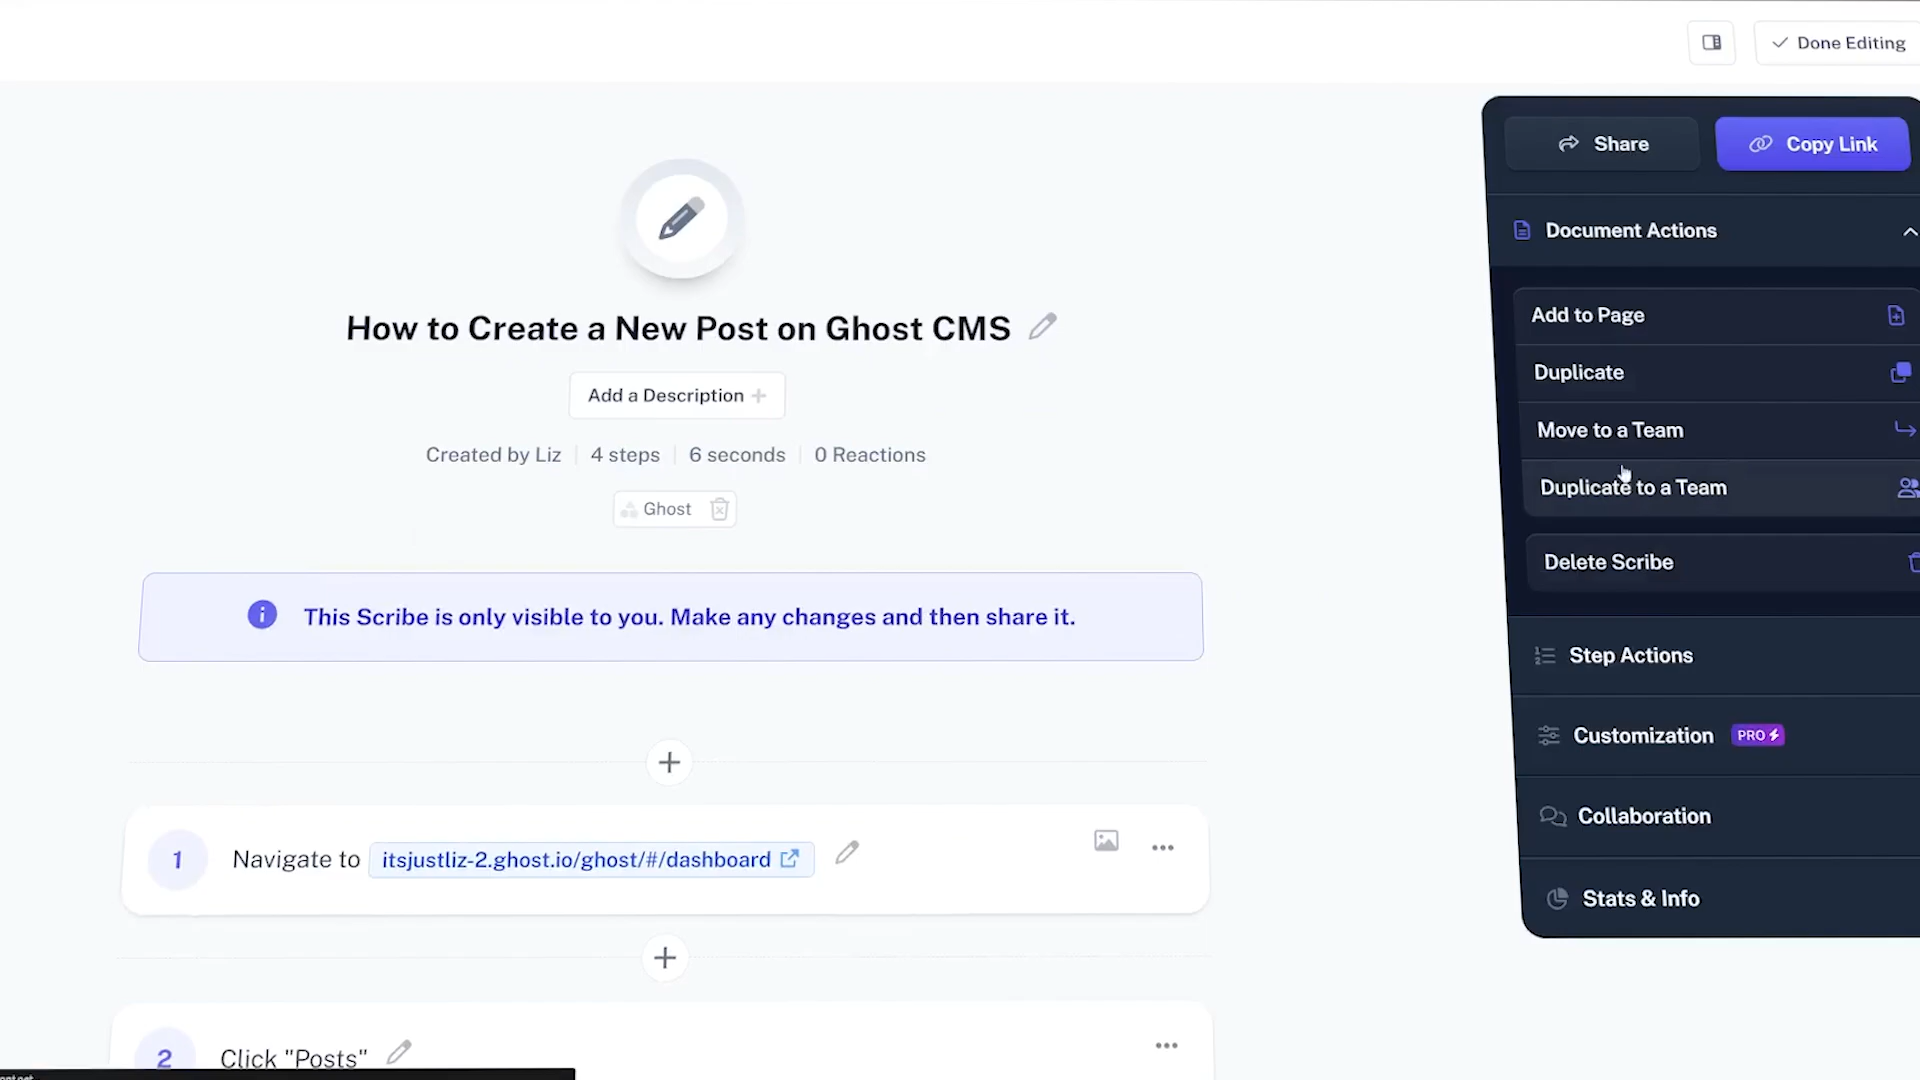 Done Editing
Share
Copy Link
Document Actions
Add to Page
Duplicate
Move to a Team
Duplicate to a Team
Delete Scribe
Step Actions
Customization PRO
Collaboration
Stats & Info
How to Create a New Post on Ghost CMS
Add a Description +
Created by Liz | 4 steps | 6 seconds | 0 Reactions
Ghost
This Scribe is only visible to you. Make any changes and then share it.
1 Navigate to itsjustliz-2.ghost.io/ghost/#/dashboard
2 Click "Posts"